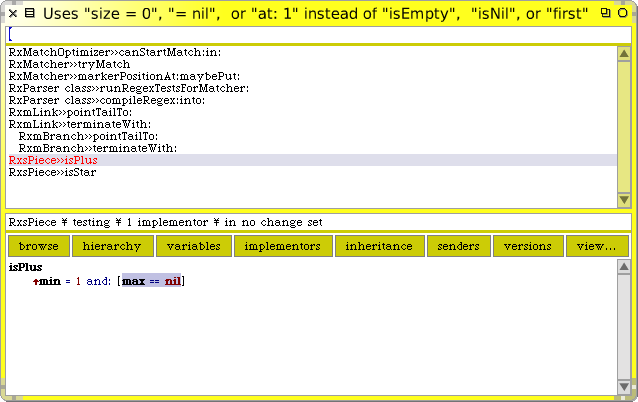 Uses "size = 0", "= nil", or "at: 1" instead of "isEmpty", "isNil", or "first"
[
RxMatchOptimizer>>canStartMatch:in:
RxMatcher>>tryMatch
RxMatcher>>markerPositionAt:maybePut:
RxParser class>>runRegexTestsForMatcher:
RxParser class>>compileRegex:into:
RxmLink>>pointTailTo:
RxmLink>>terminateWith:
RxmBranch>>pointTailTo:
RxmBranch>>terminateWith:
RxsPiece>>isPlus
RxsPiece>>isStar
RxsPiece ¥ testing ¥ 1 implementor ¥ in no change set
browse hierarchy variables implementors inheritance senders versions view...
isPlus
↑min = 1 and: [max == nil]